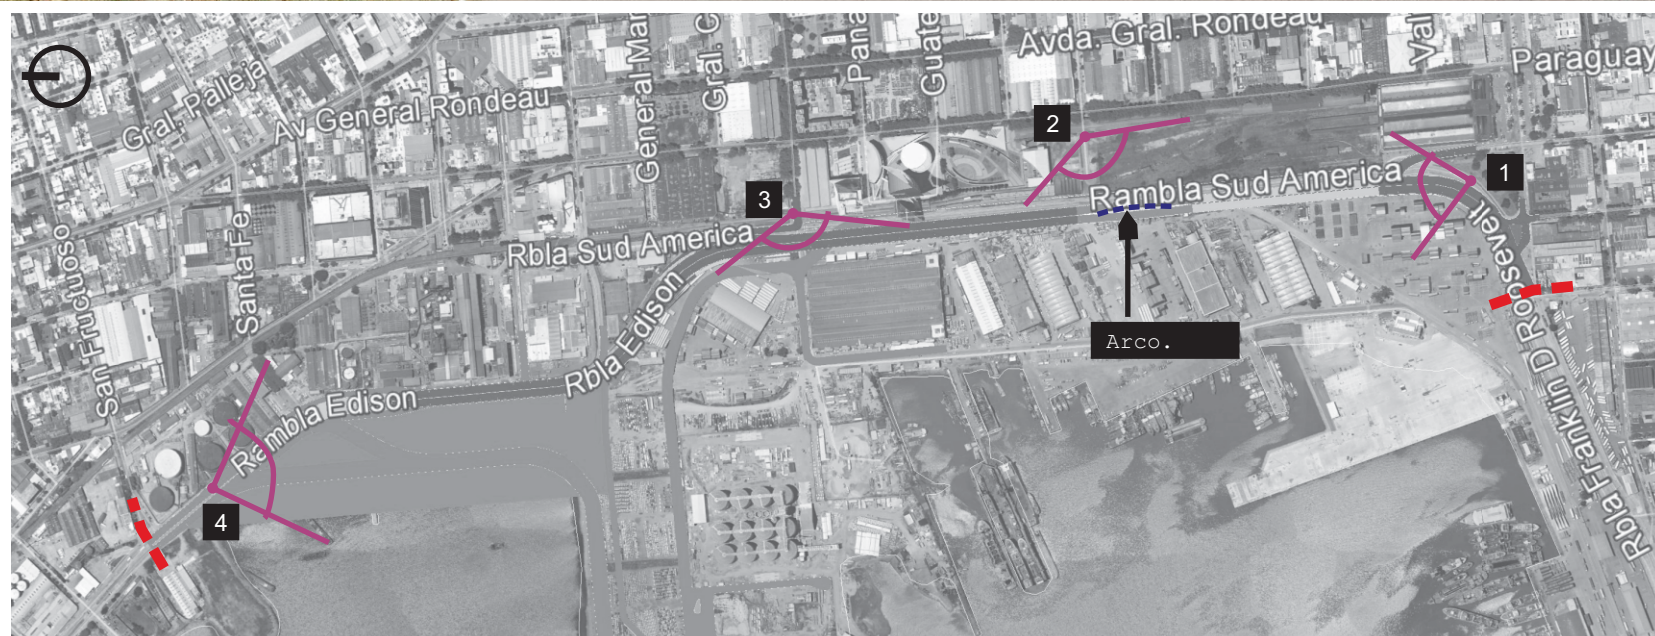 Gral. Palleja
Av General Rondeau
General Mar
Gral. G
Pana
Guate
Avda. Gral. Rondeau
Val
Paraguay
2
1
3
Rambla Sud America
Rbla Sud America
San Fructuoso
Santa Fe
Rbla Edison
Arco.
Rambla Edison
4
Rbla Franklin D Roosevelt
Rbla